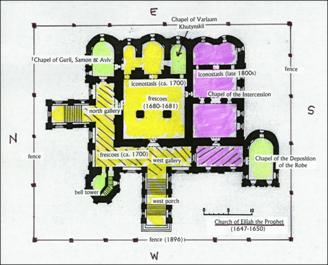 E
Chapel of Varlaam
Khutynskii
Chapel of Gurii, Samon & Aviv
iconostasis (ca. 1700)
iconostasis (late 1800s)
fence
Chapel of the Intercession
frescoes
(1680-1681)
north gallery
N
S
fence
frescoes (ca. 1700)
west gallery
Chapel of the Deposition
of the Robe
bell tower
west porch
Church of Elijah the Prophet
(1647-1650)
fence (1896)
W